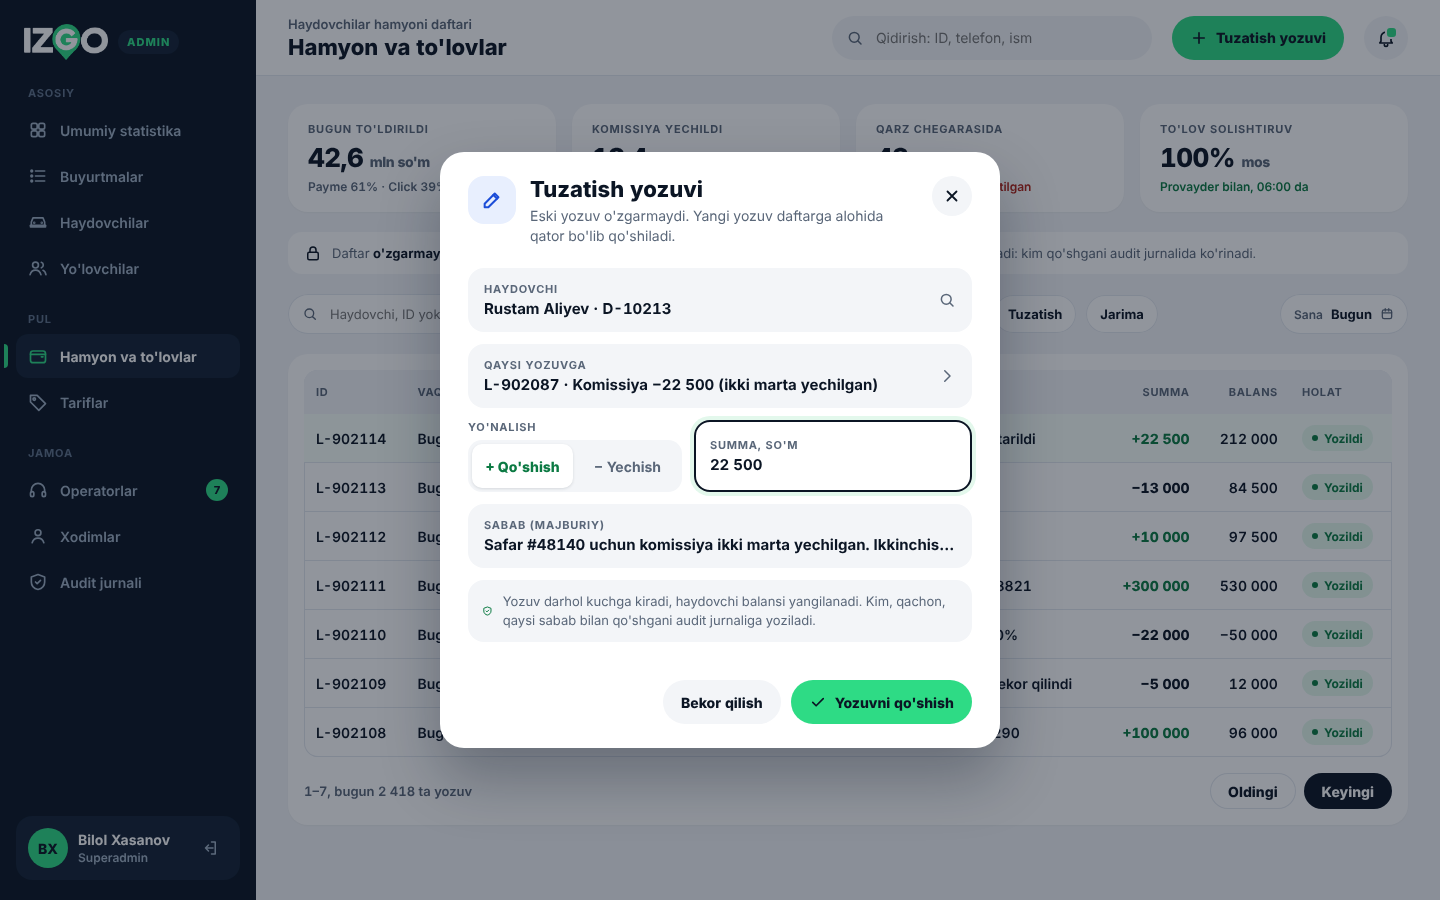 IZGO ADMIN
ASOSIY
Umumiy statistika
Buyurtmalar
Haydovchilar
Yo'lovchilar
PUL
Hamyon va to'lovlar
Tariflar
JAMOA
Operatorlar 7
Xodimlar
Audit jurnali
BX Bilol Xasanov
Superadmin
Haydovchilar hamyoni daftari
Hamyon va to'lovlar
Qidirish: ID, telefon, ism
Tuzatish yozuvi
BUGUN TO'LDIRILDI
42,6 mln so'm
Payme 61% · Click 39%
KOMISSIYA YECHILDI
QARZ CHEGARASIDA
TO'LOV SOLISHTIRUV
100% mos
Provayder bilan, 06:00 da
Daftar
kim qo'shgani audit jurnalida ko'rinadi.
Haydovchi, ID
Tuzatish
Jarima
Sana Bugun
ID SUMMA BALANS HOLAT
L-902114 +22 500 212 000 Yozildi
L-902113 −13 000 84 500 Yozildi
L-902112 +10 000 97 500 Yozildi
L-902111 +300 000 530 000 Yozildi
L-902110 −22 000 −50 000 Yozildi
L-902109 qilindi −5 000 12 000 Yozildi
L-902108 +100 000 96 000 Yozildi
1–7, bugun 2 418 ta yozuv
Oldingi
Keyingi
Tuzatish yozuvi
Eski yozuv o'zgarmaydi. Yangi yozuv daftarga alohida
qator bo'lib qo'shiladi.
HAYDOVCHI
Rustam Aliyev · D-10213
QAYSI YOZUVGA
L-902087 · Komissiya −22 500 (ikki marta yechilgan)
YO'NALISH
+ Qo'shish
− Yechish
SUMMA, SO'M
22 500
SABAB (MAJBURIY)
Safar #48140 uchun komissiya ikki marta yechilgan. Ikkinchis...
Yozuv darhol kuchga kiradi, haydovchi balansi yangilanadi. Kim, qachon,
qaysi sabab bilan qo'shgani audit jurnaliga yoziladi.
Bekor qilish
Yozuvni qo'shish